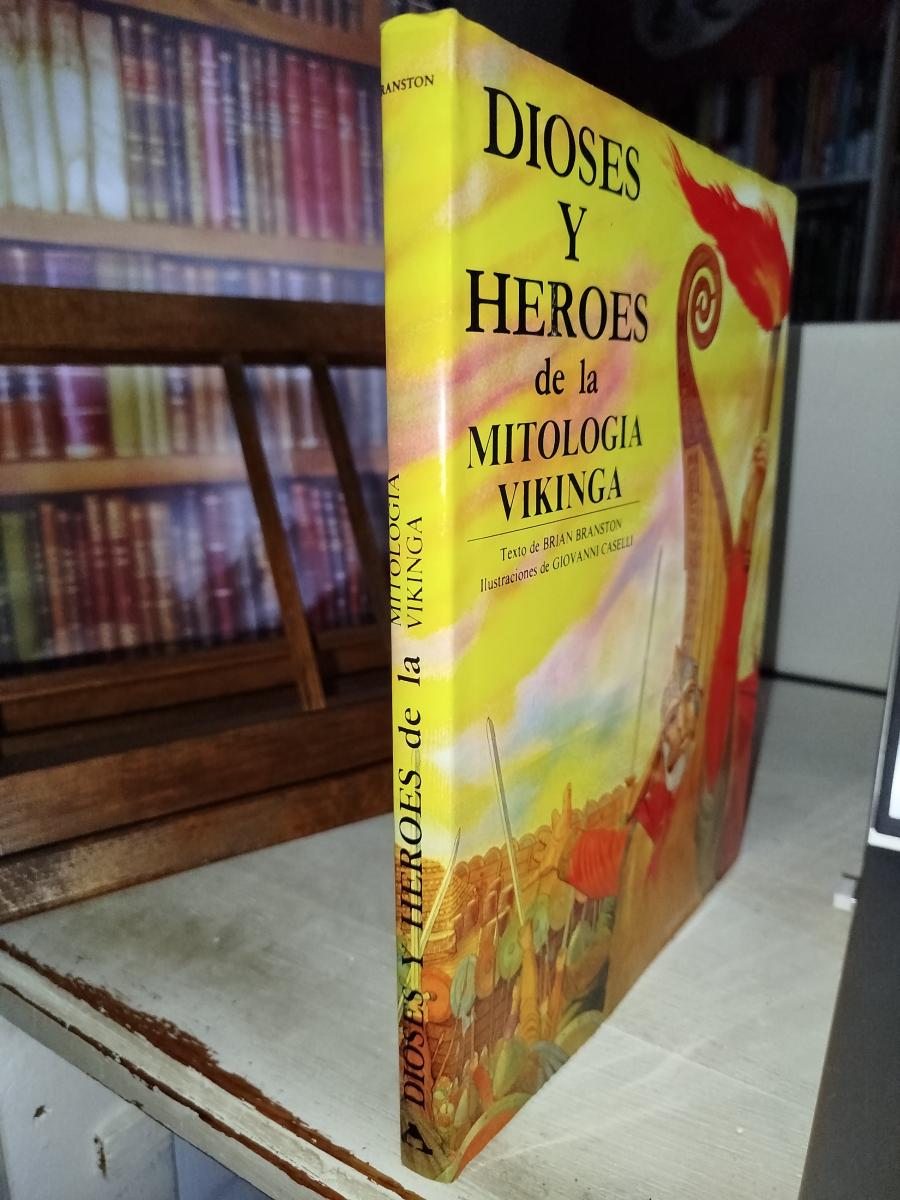 DIOSES
Y
HEROES
de la
MITOLOGIA
VIKINGA
Texto de BRIAN BRANSTON
Ilustraciones de GIOVANNI CASELLI
RANSTON
DIOSES Y HEROES de la
MITOLOGIA
VIKINGA